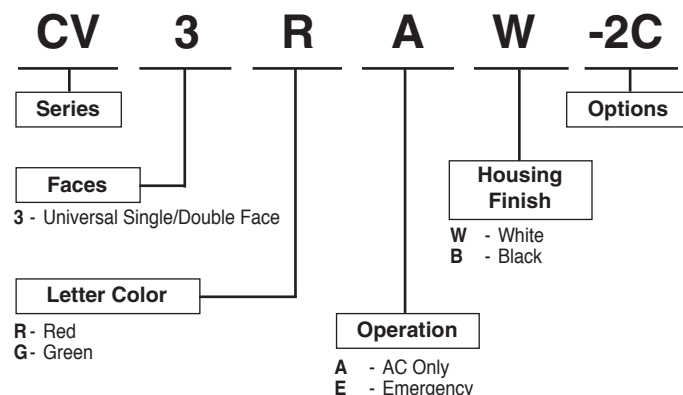 CV 3 R A W -2C
Series
Options
Faces
3 - Universal Single/Double Face
Housing
Finish
W - White
B - Black
Letter Color
R - Red
G - Green
Operation
A - AC Only
E - Emergency